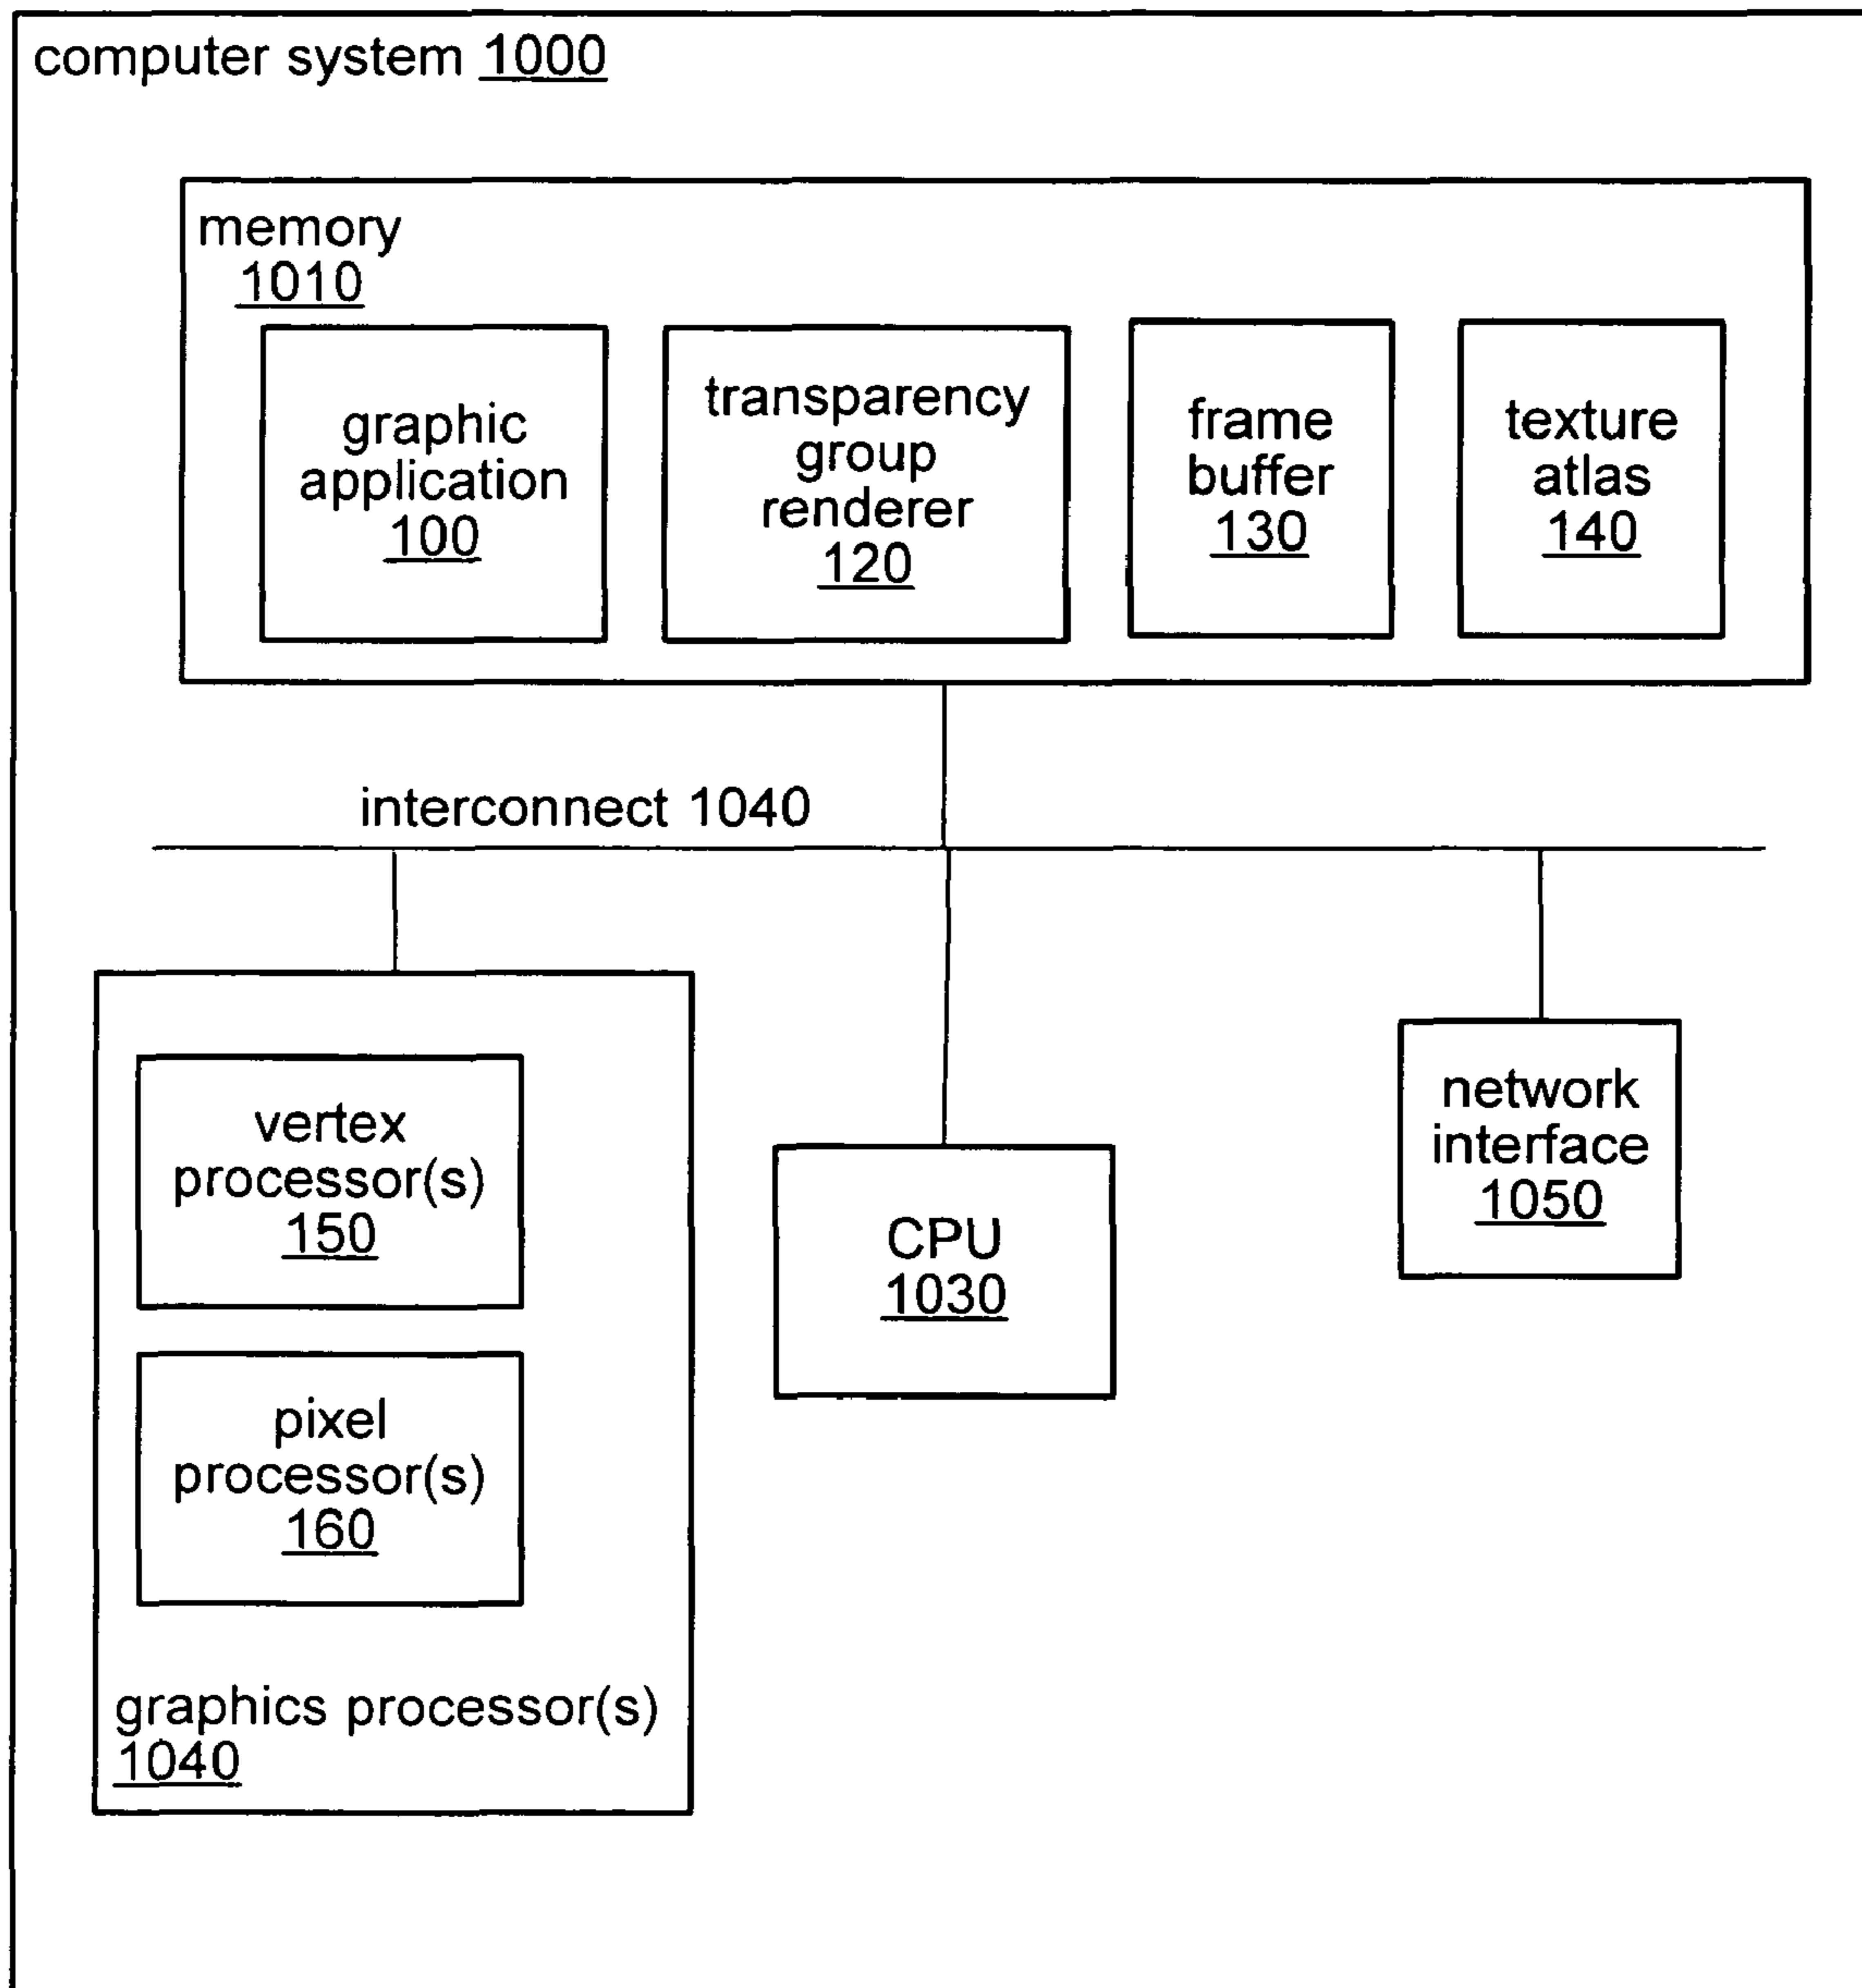 computer system 1000
memory
1010
graphic
application
100
transparency
group
renderer
120
frame
buffer
130
texture
atlas
140
interconnect 1040
vertex
processor(s)
150
pixel
processor(s)
160
graphics processor(s)
1040
CPU
1030
network
interface
1050